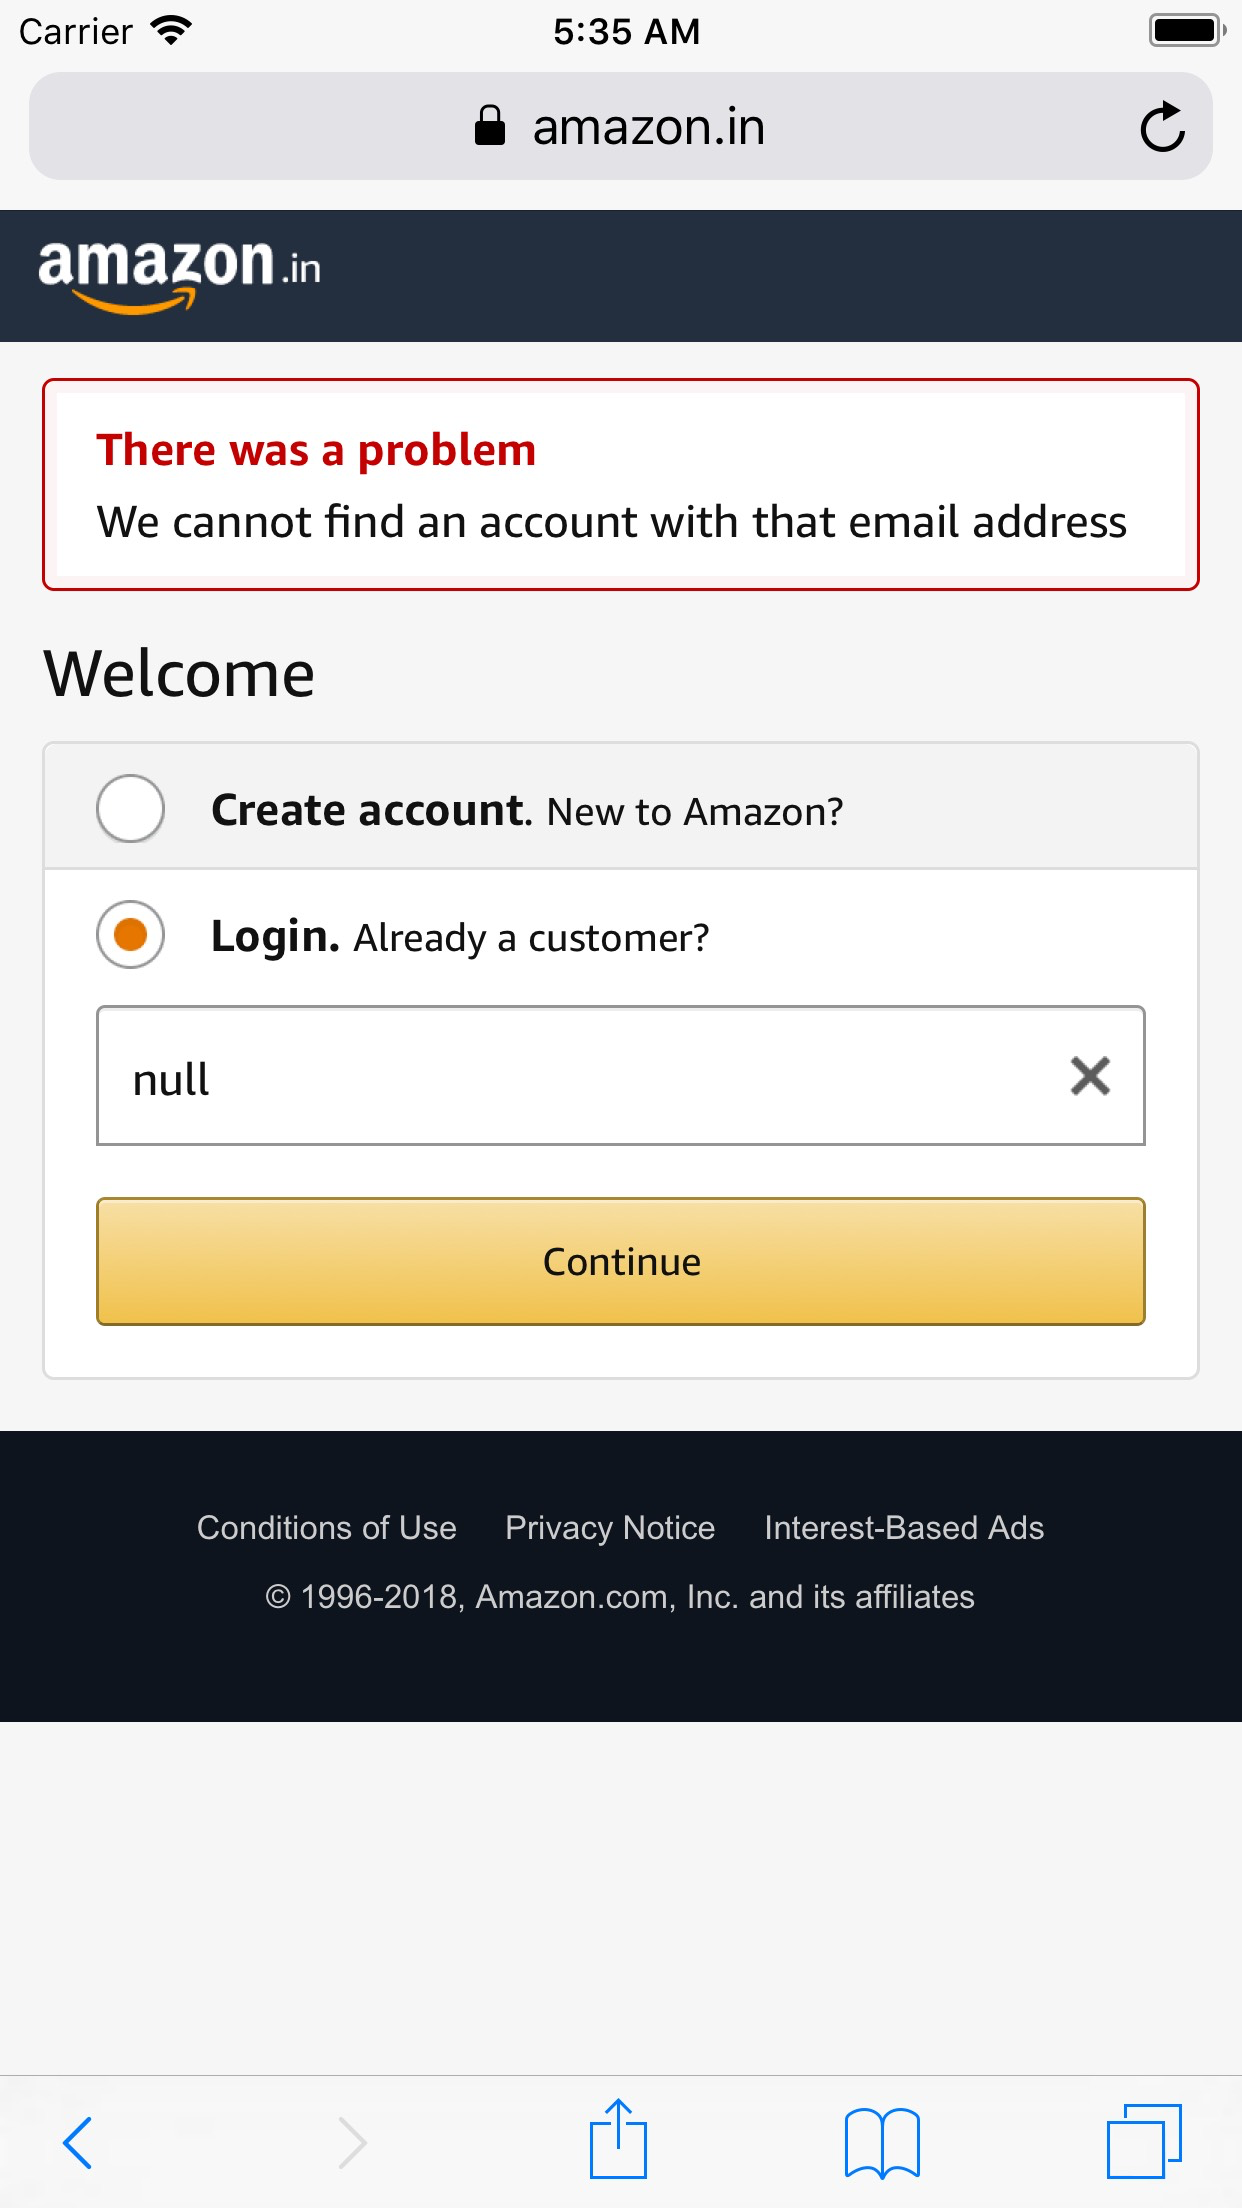 Carrier 5:35 AM
amazon.in
amazon.in
There was a problem
We cannot find an account with that email address
Welcome
Create account. New to Amazon?
Login. Already a customer?
null
Continue
Conditions of Use Privacy Notice Interest-Based Ads
© 1996-2018, Amazon.com, Inc. and its affiliates